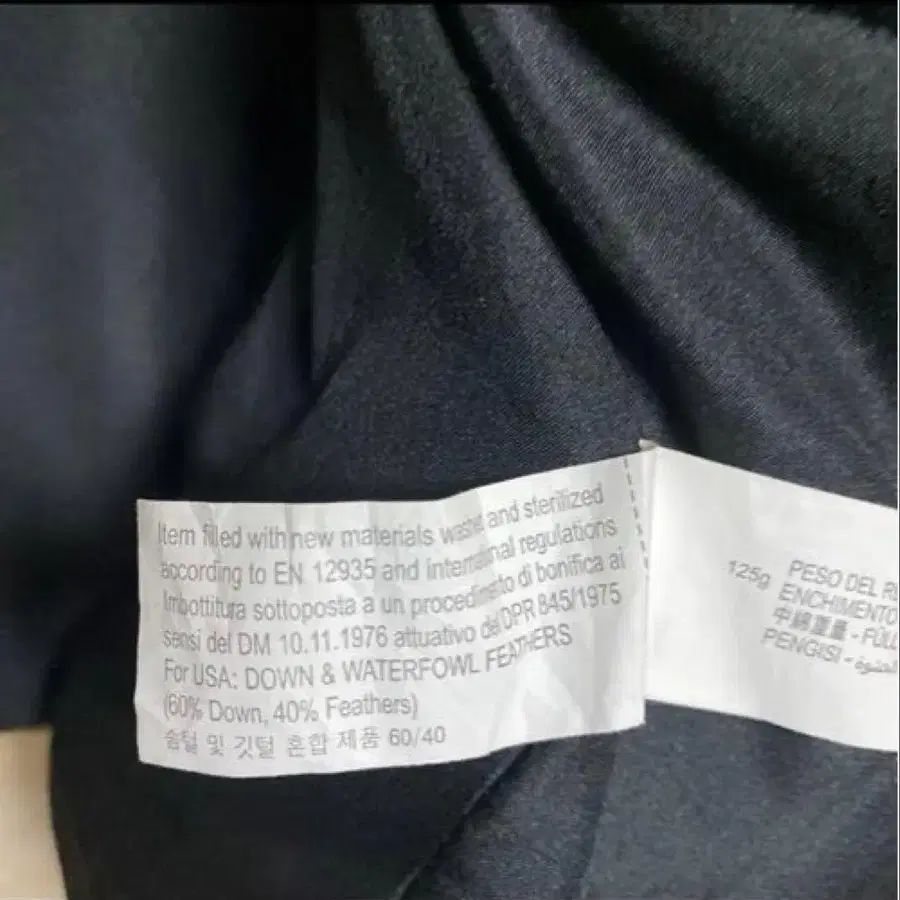 Item filled with new materials washed and sterilized
according to EN 12935 and international regulations
Imbottitura sottoposta a un procedimento di bonifica ai
sensi del DM 10.11.1976 attuativo del DPR 845/1975
For USA: DOWN & WATERFOWL FEATHERS
(60% Down, 40% Feathers)
솜털 및 깃털 혼합 제품 60/40
125g
PESO DEL
ENCHIMENTO
中綿重量 - FÜLL
PENGISI - الحشوة